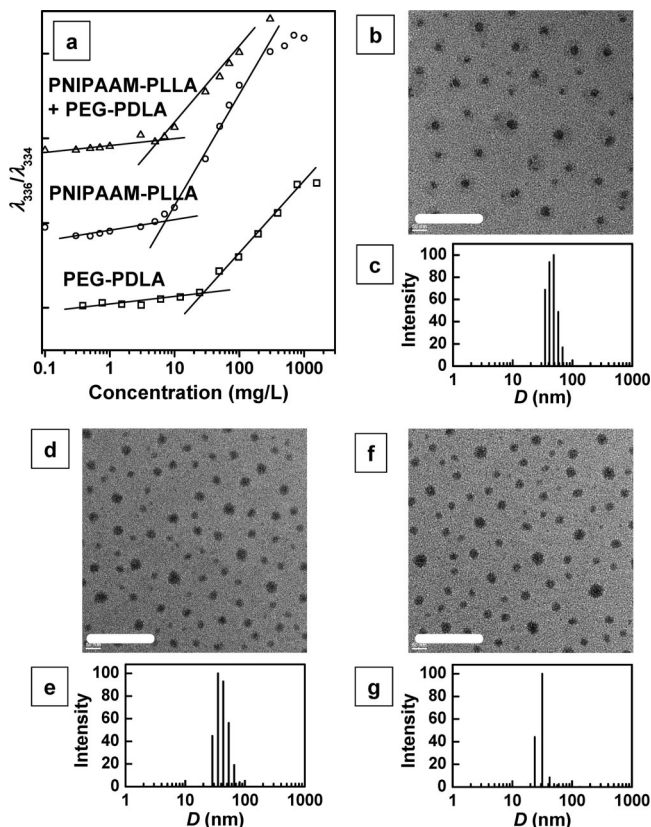 a
PNIPAAM-PLLA
+ PEG-PDLA
PNIPAAM-PLLA
PEG-PDLA
λ336/λ334
0.1 1 10 100 1000
Concentration (mg/L)
b
c
100
80
60
40
20
0
Intensity
1 10 100 1000
D (nm)
d
e
100
80
60
40
20
0
Intensity
1 10 100 1000
D (nm)
f
g
100
80
60
40
20
0
Intensity
1 10 100 1000
D (nm)